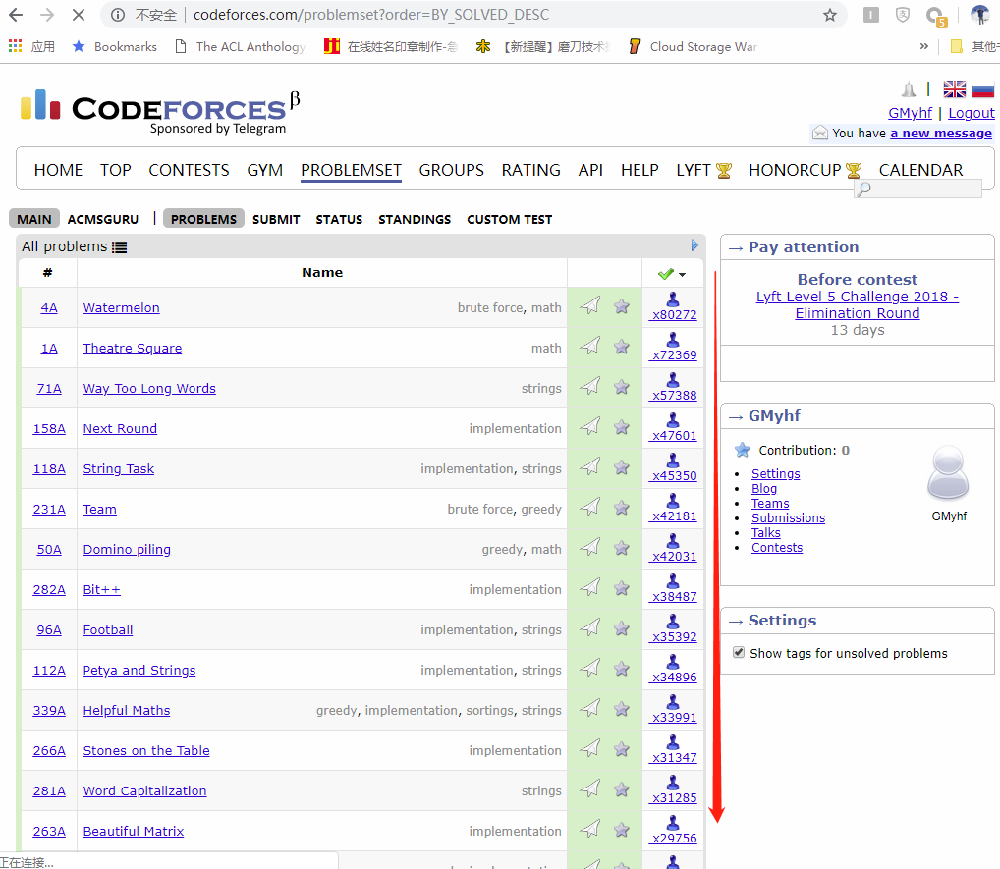 不安全 codeforces.com/problemset?order=BY_SOLVED_DESC
5
应用 Bookmarks The ACL Anthology 在线姓名印章制作-急 【新提醒】磨刀技术 Cloud Storage War » 其他
CODEFORCES β
Sponsored by Telegram
GMyhf | Logout
You have a new message
HOME TOP CONTESTS GYM PROBLEMSET GROUPS RATING API HELP LYFT HONORCUP CALENDAR
MAIN ACMSGURU | PROBLEMS SUBMIT STATUS STANDINGS CUSTOM TEST
All problems
# Name
4A Watermelon brute force, math x80272
1A Theatre Square math x72369
71A Way Too Long Words strings x57388
158A Next Round implementation x47601
118A String Task implementation, strings x45350
231A Team brute force, greedy x42181
50A Domino piling greedy, math x42031
282A Bit++ implementation x38487
96A Football implementation, strings x35392
112A Petya and Strings implementation, strings x34896
339A Helpful Maths greedy, implementation, sortings, strings x33991
266A Stones on the Table implementation x31347
281A Word Capitalization strings x31285
263A Beautiful Matrix implementation x29756
→ Pay attention
Before contest
Lyft Level 5 Challenge 2018 -
Elimination Round
13 days
→ GMyhf
Contribution: 0
Settings
Blog
Teams
Submissions
Talks
Contests
GMyhf
→ Settings
Show tags for unsolved problems
正在连接...